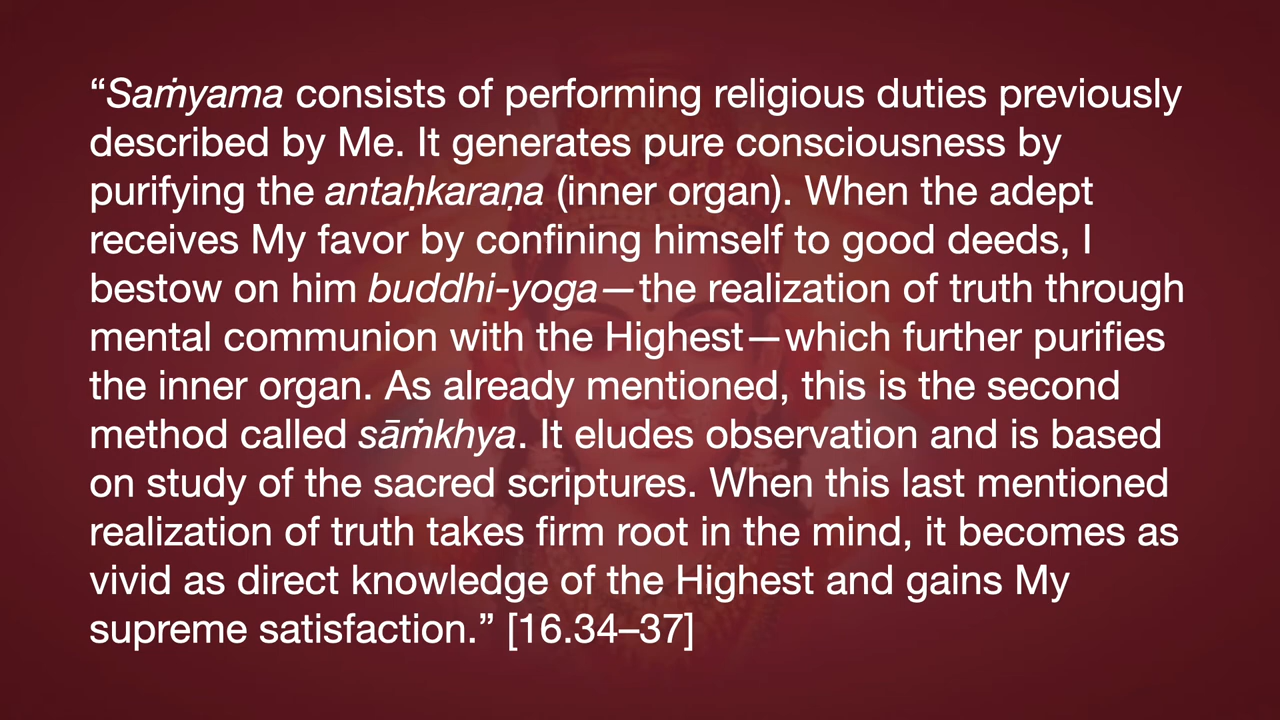 “Saṁyama consists of performing religious duties previously
described by Me. It generates pure consciousness by
purifying the antaḥkaraṇa (inner organ). When the adept
receives My favor by confining himself to good deeds, I
bestow on him buddhi-yoga—the realization of truth through
mental communion with the Highest—which further purifies
the inner organ. As already mentioned, this is the second
method called sāṁkhya. It eludes observation and is based
on study of the sacred scriptures. When this last mentioned
realization of truth takes firm root in the mind, it becomes as
vivid as direct knowledge of the Highest and gains My
supreme satisfaction.” [16.34–37]